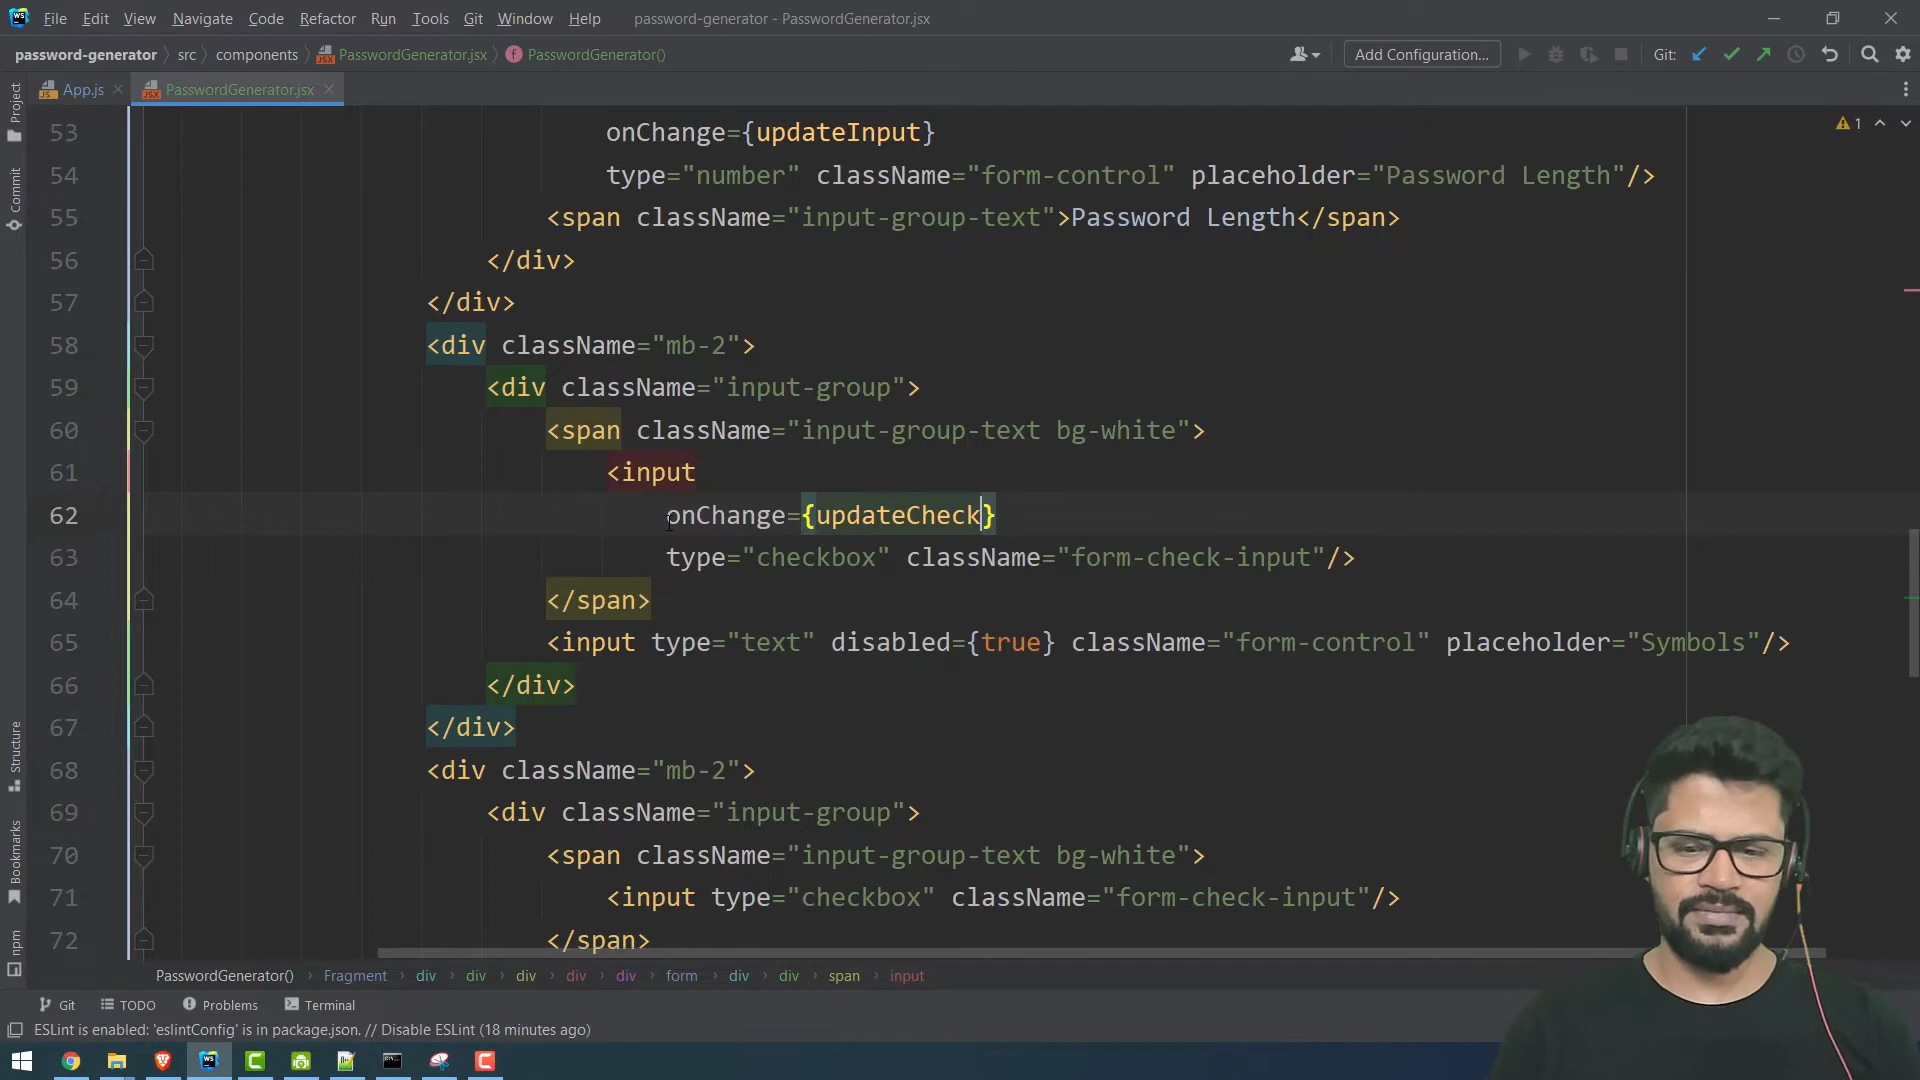 File Edit View Navigate Code Refactor Run Tools Git Window Help password-generator - PasswordGenerator.jsx
password-generator src components PasswordGenerator.jsx PasswordGenerator() Add Configuration... Git:
App.js PasswordGenerator.jsx
Project
Commit
Structure
Bookmarks
npm
1
53 onChange={updateInput}
54 type="number" className="form-control" placeholder="Password Length"/>
55 <span className="input-group-text">Password Length</span>
56 </div>
57 </div>
58 <div className="mb-2">
59 <div className="input-group">
60 <span className="input-group-text bg-white">
61 <input
62 onChange={updateCheck}
63 type="checkbox" className="form-check-input"/>
64 </span>
65 <input type="text" disabled={true} className="form-control" placeholder="Symbols"/>
66 </div>
67 </div>
68 <div className="mb-2">
69 <div className="input-group">
70 <span className="input-group-text bg-white">
71 <input type="checkbox" className="form-check-input"/>
72 </span>
PasswordGenerator() Fragment div div div div div form div div span input
Git TODO Problems Terminal
ESLint is enabled: 'eslintConfig' is in package.json. // Disable ESLint (18 minutes ago)